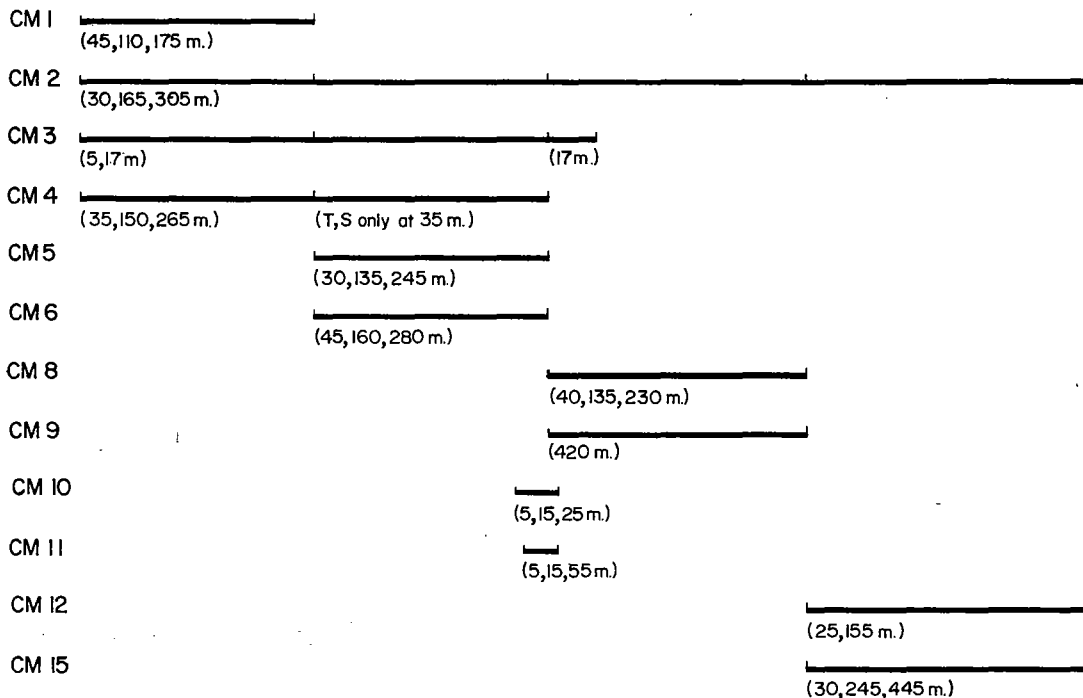 CM 1
(45,110,175 m.)
CM 2
(30,165,305 m.)
CM 3
(5,17 m) (17 m.)
CM 4
(35,150,265 m.) (T,S only at 35 m.)
CM 5
(30,135,245 m.)
CM 6
(45,160,280 m.)
CM 8
(40,135,230 m.)
CM 9
(420 m.)
CM 10
(5,15,25 m.)
CM 11
(5,15,55 m.)
CM 12
(25,155 m.)
CM 15
(30,245,445 m.)